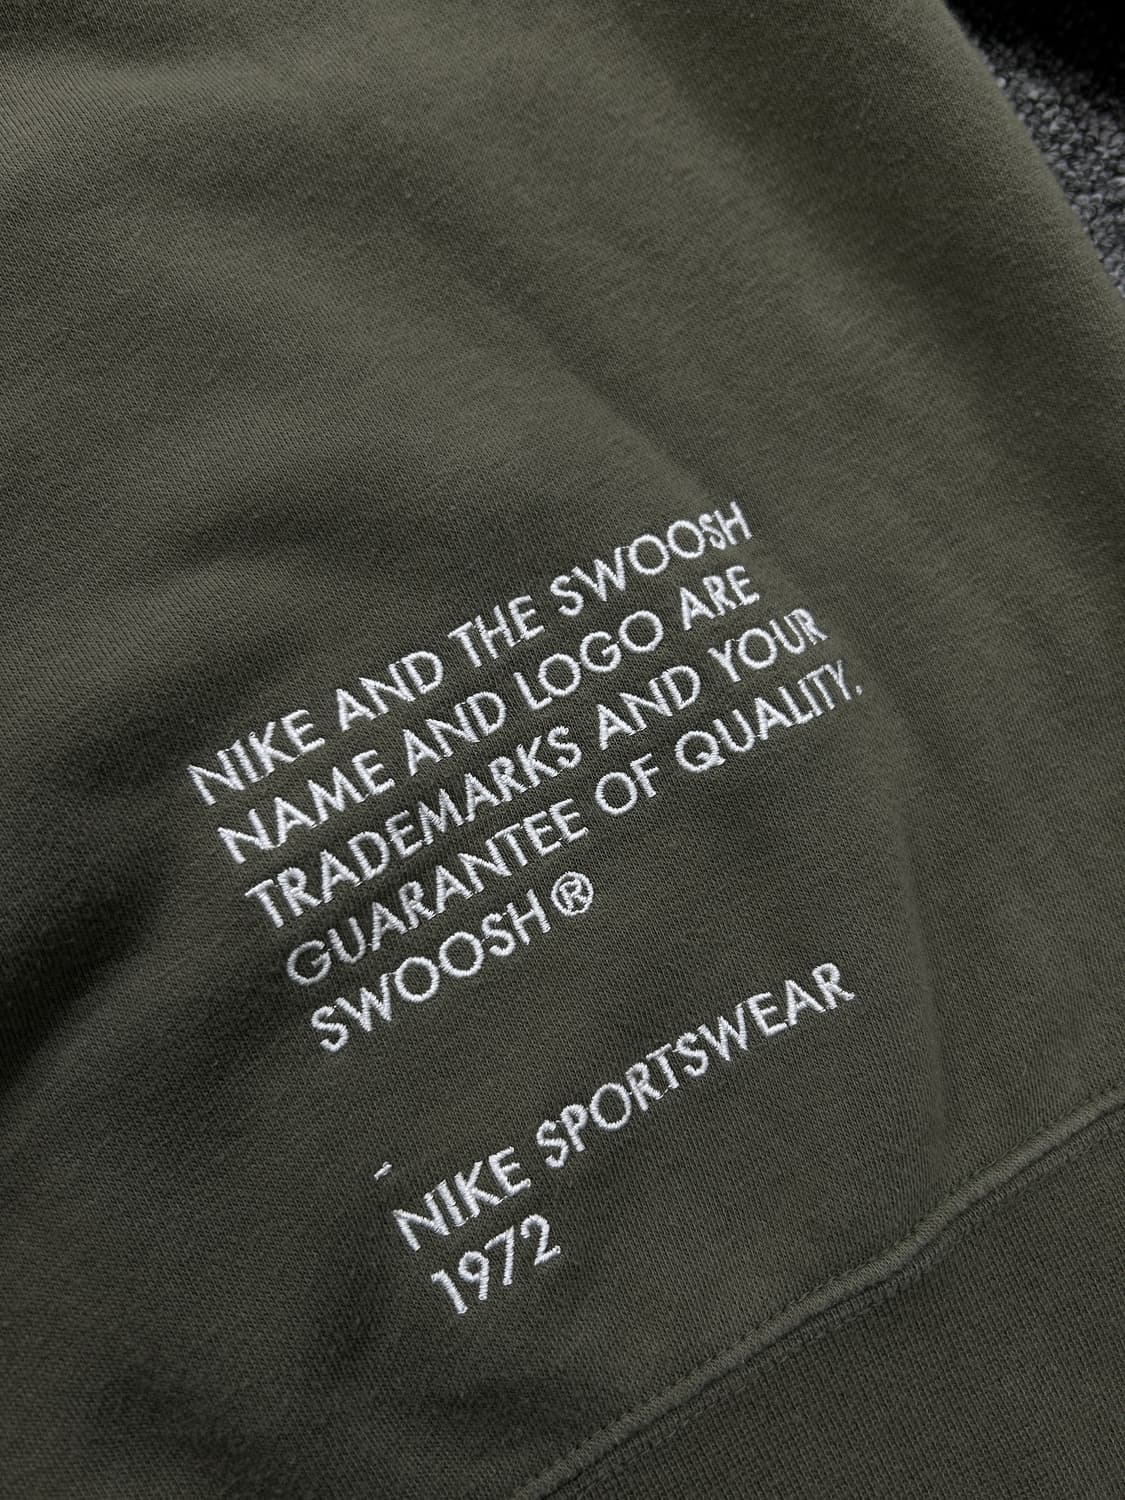 NIKE AND THE SWOOSH
NAME AND LOGO ARE
TRADEMARKS AND YOUR
GUARANTEE OF QUALITY.
SWOOSH®
NIKE SPORTSWEAR
1972